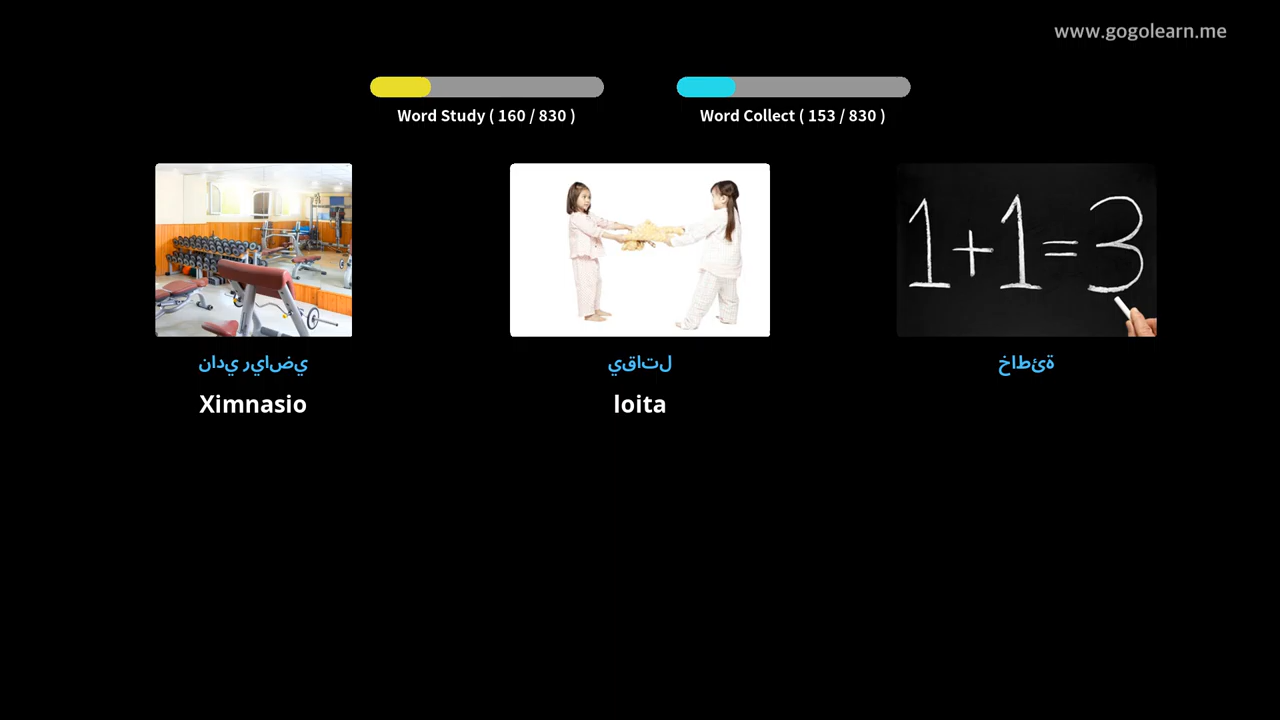 www.gogolearn.me
Word Study ( 160 / 830 )
Word Collect ( 153 / 830 )
نادي رياضي
يقاتل
خاطئة
Ximnasio
loita
1+1=3